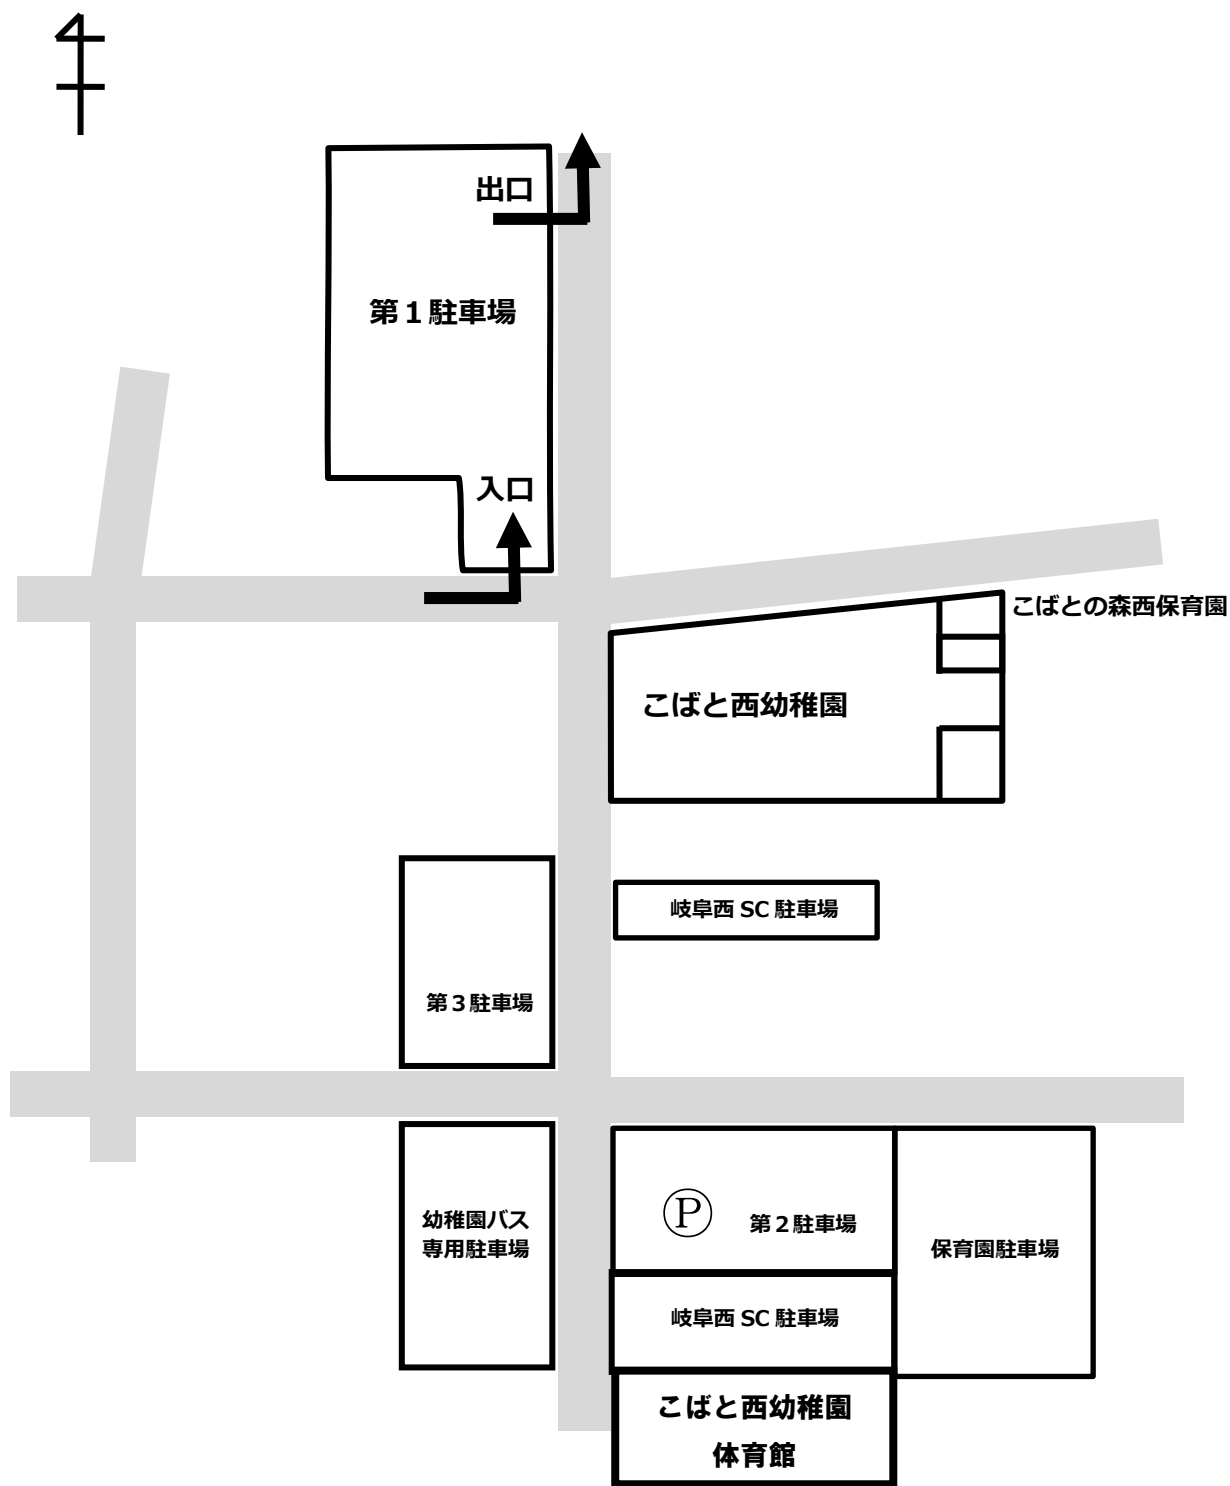 出口
第１駐車場
入口
こばとの森西保育園
こばと西幼稚園
岐阜西 SC 駐車場
第３駐車場
幼稚園バス
専用駐車場
Ⓟ 第２駐車場
保育園駐車場
岐阜西 SC 駐車場
こばと西幼稚園
体育館